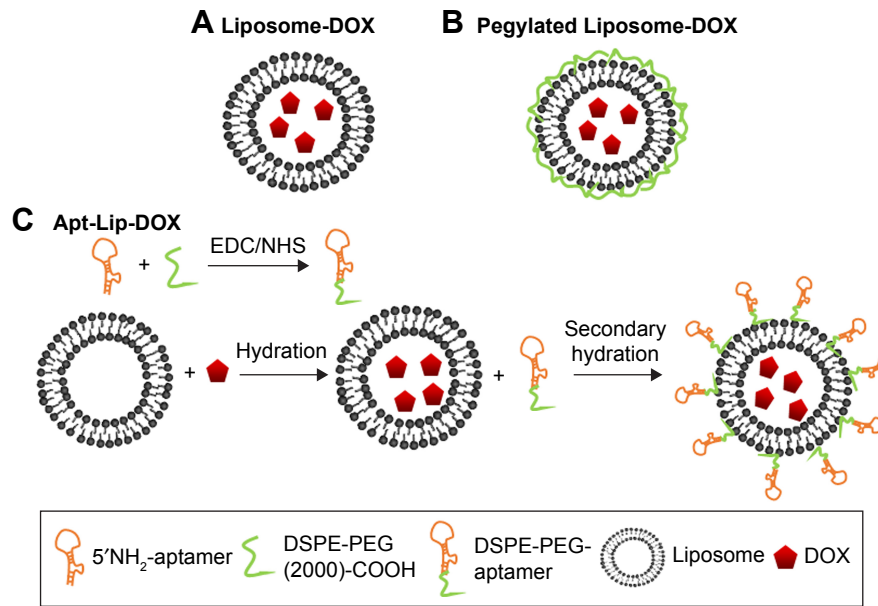 A Liposome-DOX
B Pegylated Liposome-DOX
C Apt-Lip-DOX
EDC/NHS
+
+
Hydration
+
Secondary
hydration
5′NH₂-aptamer
DSPE-PEG
(2000)-COOH
DSPE-PEG-
aptamer
Liposome
DOX